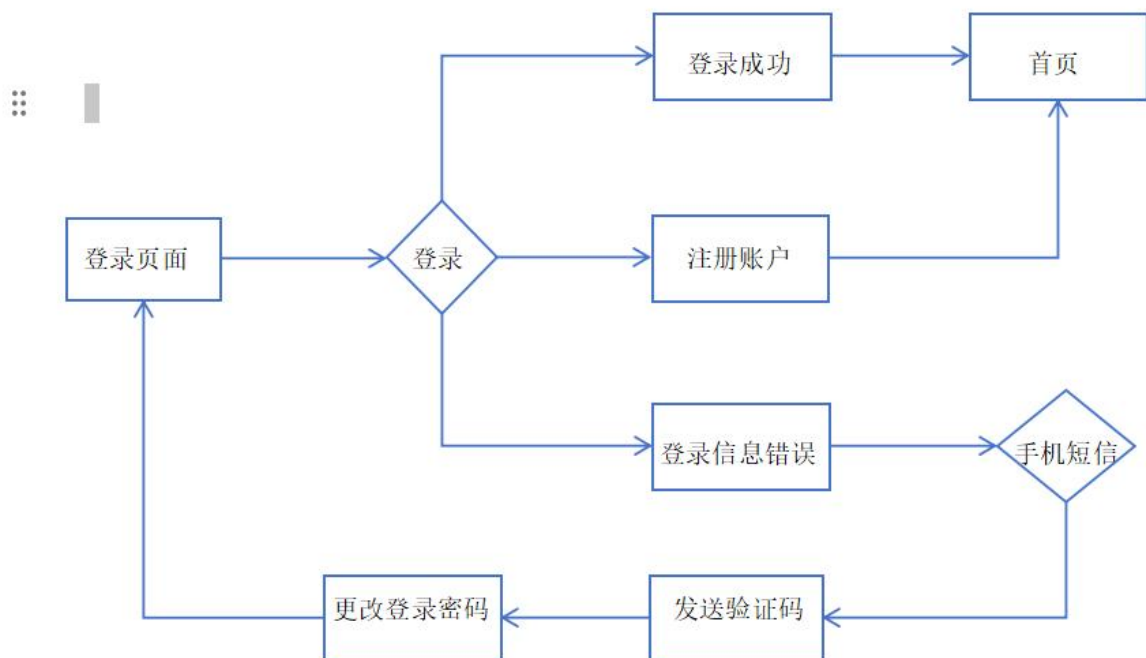 登录成功
首页
登录页面
登录
注册账户
登录信息错误
手机短信
更改登录密码
发送验证码